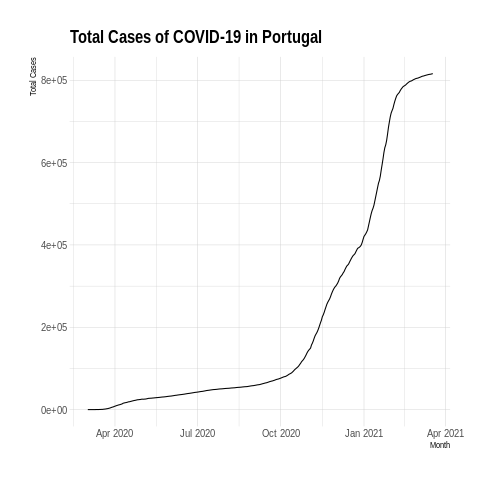 Total Cases of COVID-19 in Portugal
Total Cases
8e+05
6e+05
4e+05
2e+05
0e+00
Apr 2020 Jul 2020 Oct 2020 Jan 2021 Apr 2021
Month